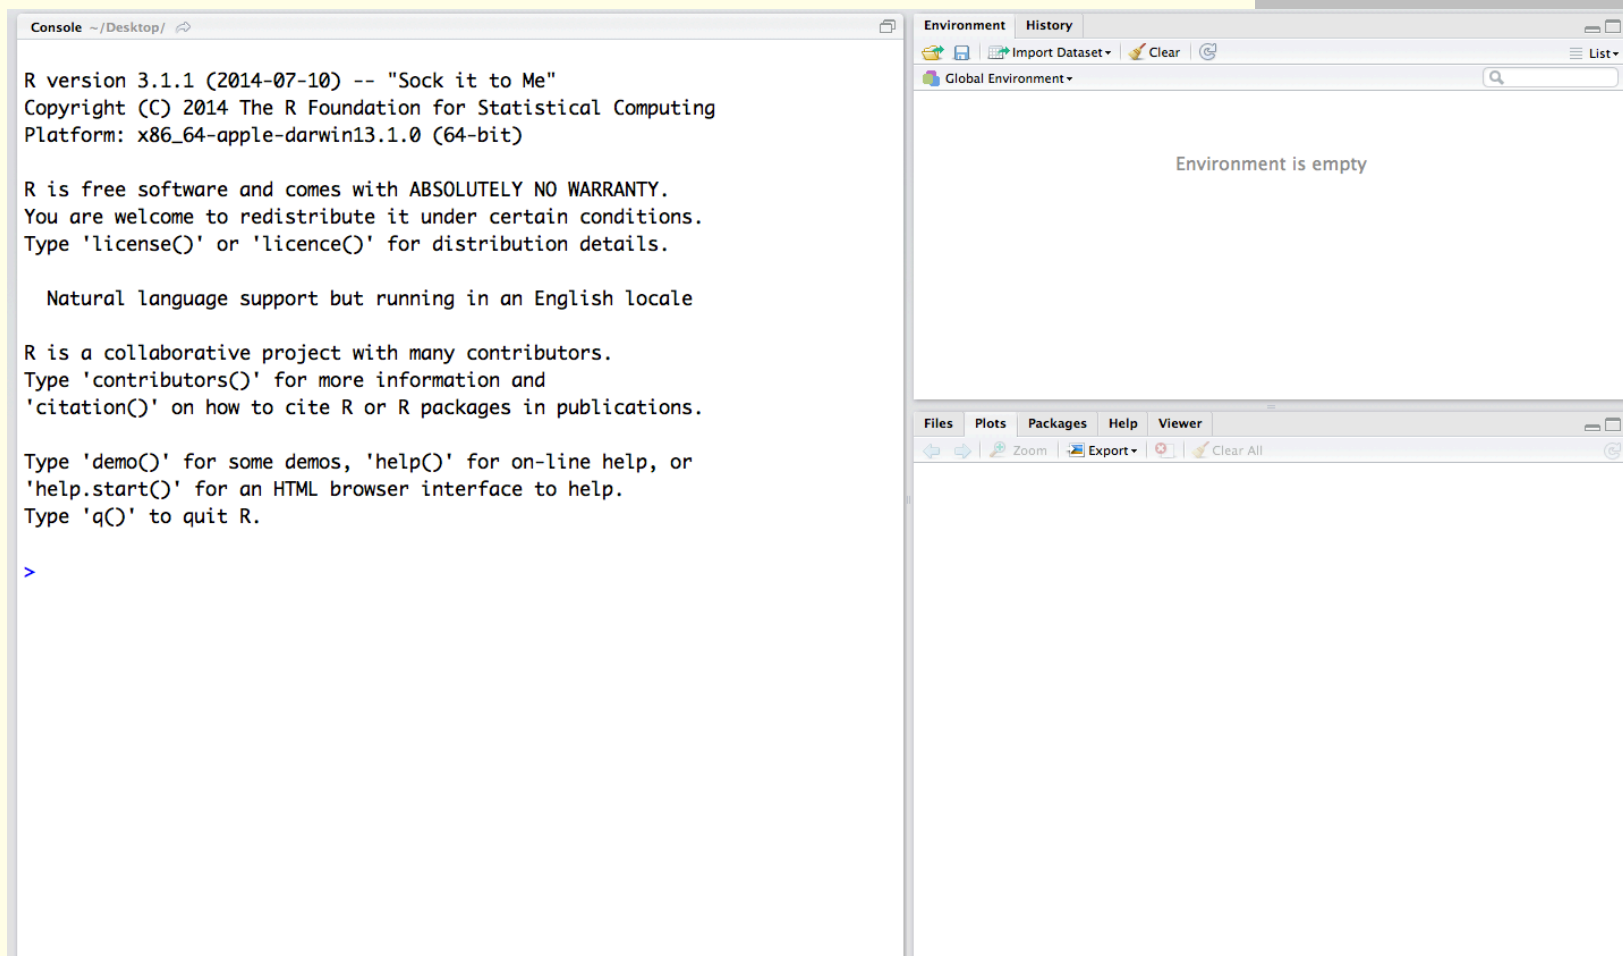 Console ~/Desktop/
R version 3.1.1 (2014-07-10) -- "Sock it to Me"
Copyright (C) 2014 The R Foundation for Statistical Computing
Platform: x86_64-apple-darwin13.1.0 (64-bit)
R is free software and comes with ABSOLUTELY NO WARRANTY.
You are welcome to redistribute it under certain conditions.
Type 'license()' or 'licence()' for distribution details.
Natural language support but running in an English locale
R is a collaborative project with many contributors.
Type 'contributors()' for more information and
'citation()' on how to cite R or R packages in publications.
Type 'demo()' for some demos, 'help()' for on-line help, or
'help.start()' for an HTML browser interface to help.
Type 'q()' to quit R.
>
Environment History
Import Dataset Clear List
Global Environment
Environment is empty
Files Plots Packages Help Viewer
Zoom Export Clear All